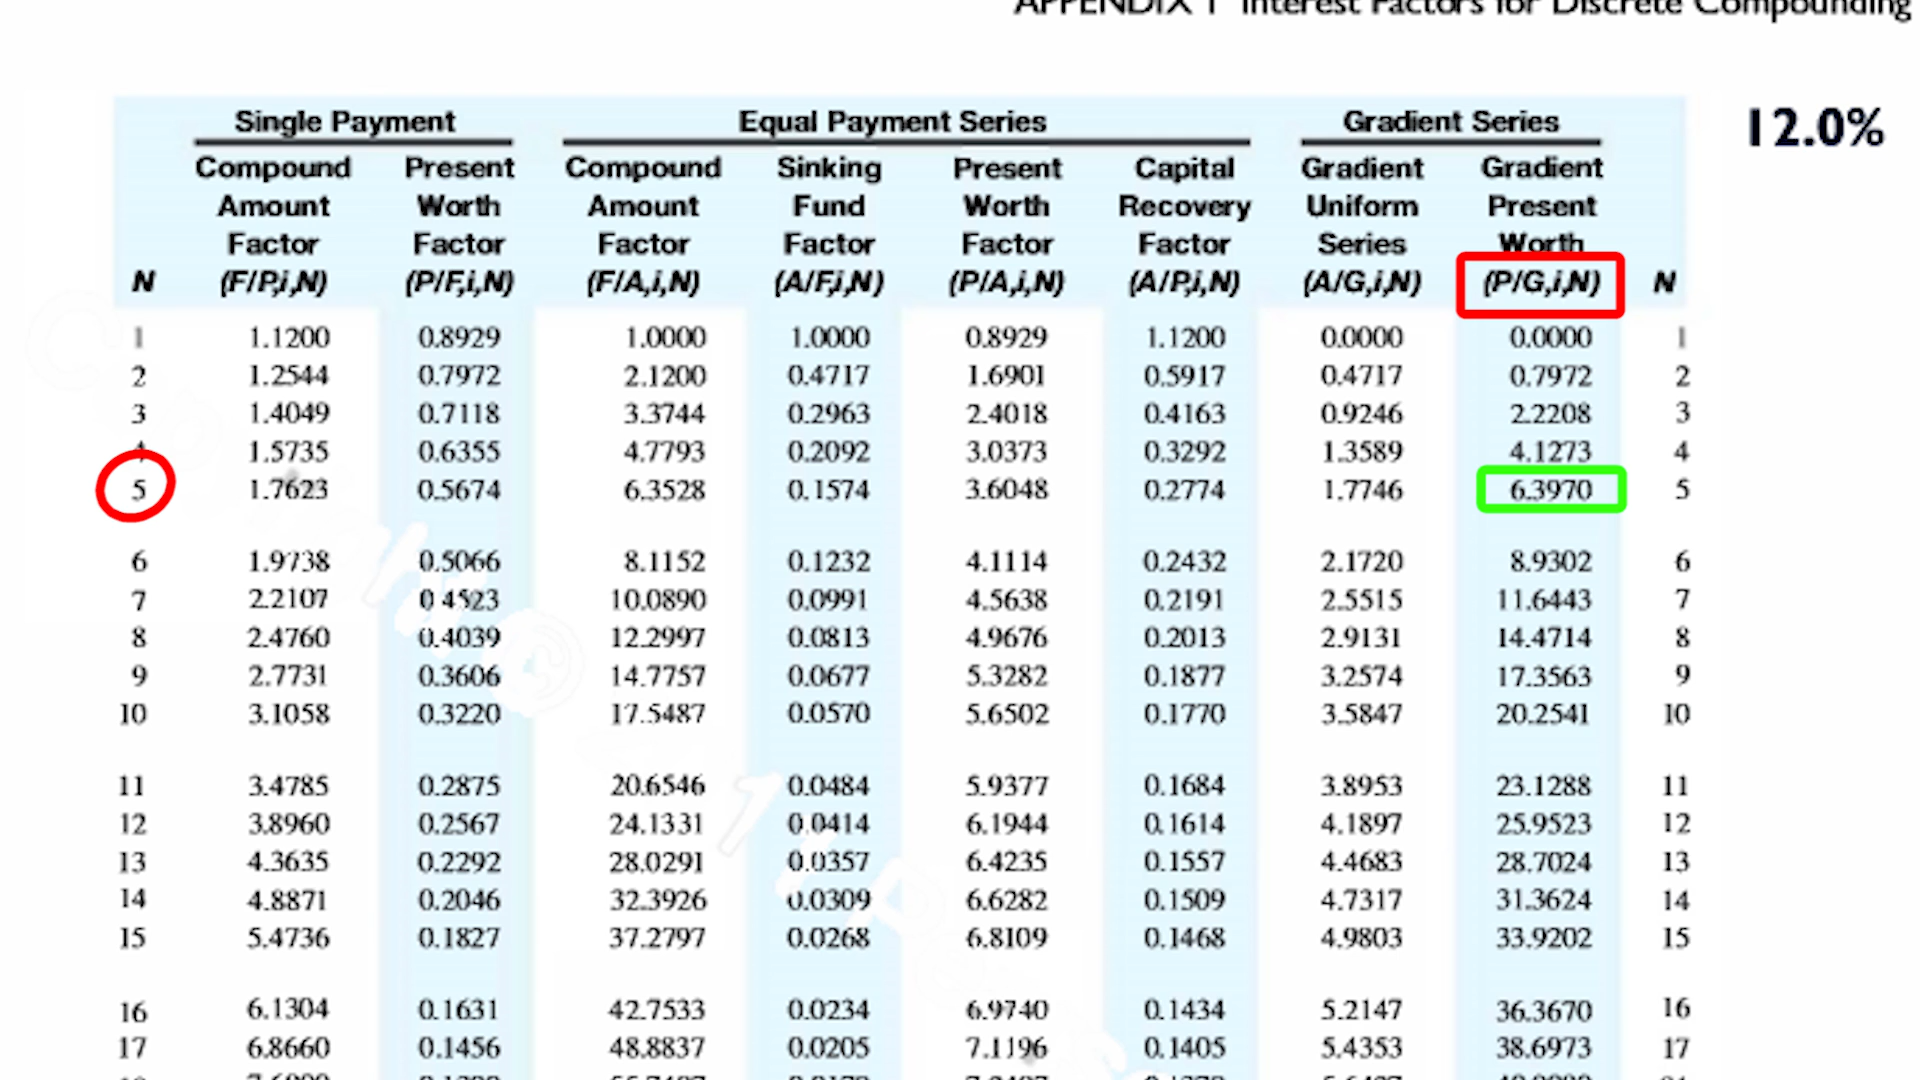 APPENDIX 1 Interest Factors for Discrete Compounding
Single Payment Equal Payment Series Gradient Series 12.0%
Compound Present Compound Sinking Present Capital Gradient Gradient
Amount Worth Amount Fund Worth Recovery Uniform Present
Factor Factor Factor Factor Factor Factor Series Worth
N (F/P,i,N) (P/F,i,N) (F/A,i,N) (A/F,i,N) (P/A,i,N) (A/P,i,N) (A/G,i,N) (P/G,i,N) N
1 1.1200 0.8929 1.0000 1.0000 0.8929 1.1200 0.0000 0.0000 1
2 1.2544 0.7972 2.1200 0.4717 1.6901 0.5917 0.4717 0.7972 2
3 1.4049 0.7118 3.3744 0.2963 2.4018 0.4163 0.9246 2.2208 3
4 1.5735 0.6355 4.7793 0.2092 3.0373 0.3292 1.3589 4.1273 4
5 1.7623 0.5674 6.3528 0.1574 3.6048 0.2774 1.7746 6.3970 5
6 1.9738 0.5066 8.1152 0.1232 4.1114 0.2432 2.1720 8.9302 6
7 2.2107 0.4523 10.0890 0.0991 4.5638 0.2191 2.5515 11.6443 7
8 2.4760 0.4039 12.2997 0.0813 4.9676 0.2013 2.9131 14.4714 8
9 2.7731 0.3606 14.7757 0.0677 5.3282 0.1877 3.2574 17.3563 9
10 3.1058 0.3220 17.5487 0.0570 5.6502 0.1770 3.5847 20.2541 10
11 3.4785 0.2875 20.6546 0.0484 5.9377 0.1684 3.8953 23.1288 11
12 3.8960 0.2567 24.1331 0.0414 6.1944 0.1614 4.1897 25.9523 12
13 4.3635 0.2292 28.0291 0.0357 6.4235 0.1557 4.4683 28.7024 13
14 4.8871 0.2046 32.3926 0.0309 6.6282 0.1509 4.7317 31.3624 14
15 5.4736 0.1827 37.2797 0.0268 6.8109 0.1468 4.9803 33.9202 15
16 6.1304 0.1631 42.7533 0.0234 6.9740 0.1434 5.2147 36.3670 16
17 6.8660 0.1456 48.8837 0.0205 7.1196 0.1405 5.4353 38.6973 17